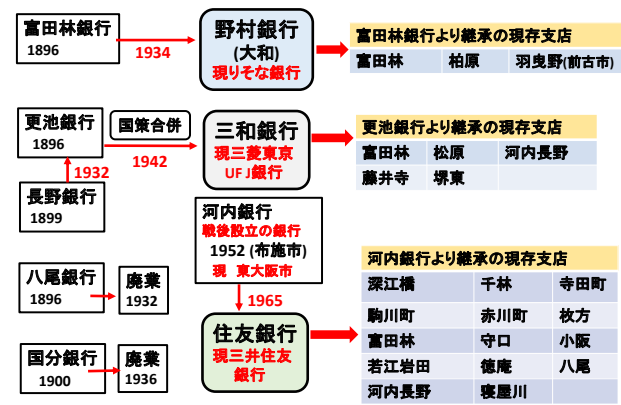 富田林銀行
1896
1934
野村銀行
(大和)
現りそな銀行
富田林銀行より継承の現存支店
富田林 柏原 羽曳野(前古市)
更池銀行
1896
国策合併
1942
1932
長野銀行
1899
三和銀行
現三菱東京
UFJ銀行
更池銀行より継承の現存支店
富田林 松原 河内長野
藤井寺 堺東
河内銀行
戦後設立の銀行
1952 (布施市)
現 東大阪市
1965
八尾銀行
1896
廃業
1932
国分銀行
1900
廃業
1936
住友銀行
現三井住友
銀行
河内銀行より継承の現存支店
深江橋 千林 寺田町
駒川町 赤川町 枚方
富田林 守口 小阪
若江岩田 徳庵 八尾
河内長野 寝屋川